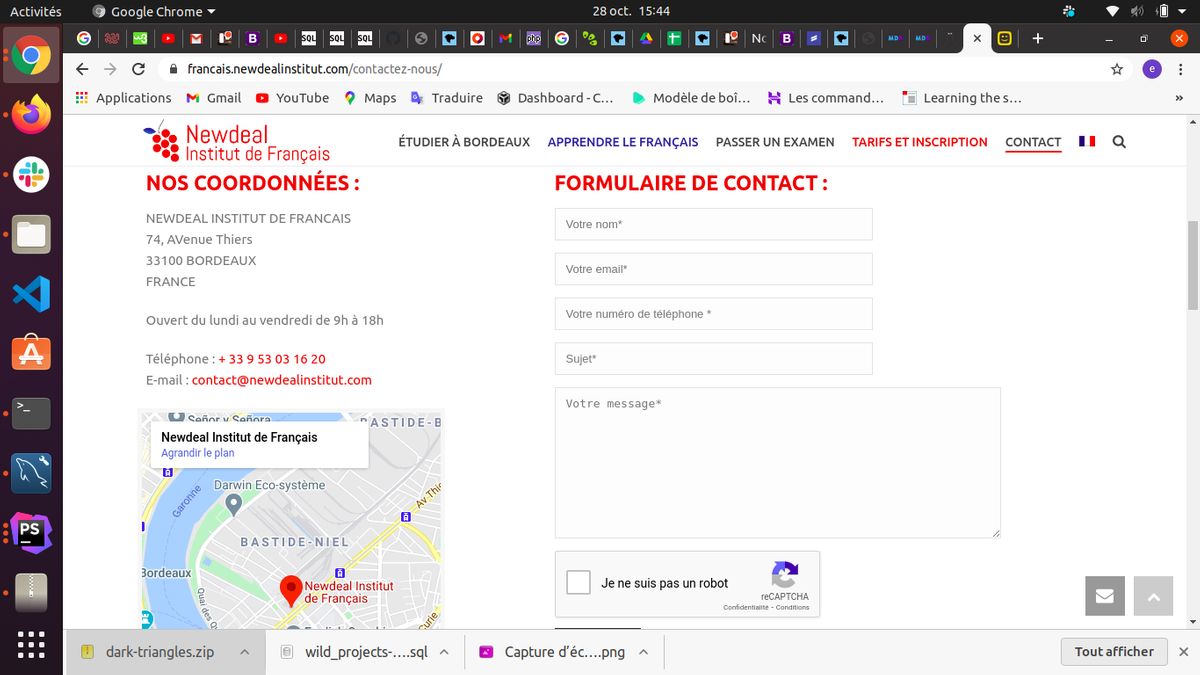 Activités
Google Chrome
28 oct. 15:44
SQL
SQL
SQL
php
francais.newdealinstitut.com/contactez-nous/
e
Applications
Gmail
YouTube
Maps
Traduire
Dashboard - C…
Modèle de boî…
Les command…
Learning the s…
»
Newdeal
Institut de Français
ÉTUDIER À BORDEAUX
APPRENDRE LE FRANÇAIS
PASSER UN EXAMEN
TARIFS ET INSCRIPTION
CONTACT
NOS COORDONNÉES :
NEWDEAL INSTITUT DE FRANCAIS
74, AVenue Thiers
33100 BORDEAUX
FRANCE
Ouvert du lundi au vendredi de 9h à 18h
Téléphone : + 33 9 53 03 16 20
E-mail : contact@newdealinstitut.com
Señor y Señora
BASTIDE-B
Newdeal Institut de Français
Agrandir le plan
Darwin Eco-système
Garonne
Av. Thi
BASTIDE-NIEL
Bordeaux
Newdeal Institut
de Français
Quai des Q
FORMULAIRE DE CONTACT :
Votre nom*
Votre email*
Votre numéro de téléphone *
Sujet*
Votre message*
Je ne suis pas un robot
reCAPTCHA
Confidentialité - Conditions
PS
dark-triangles.zip
wild_projects-....sql
Capture d'éc....png
Tout afficher